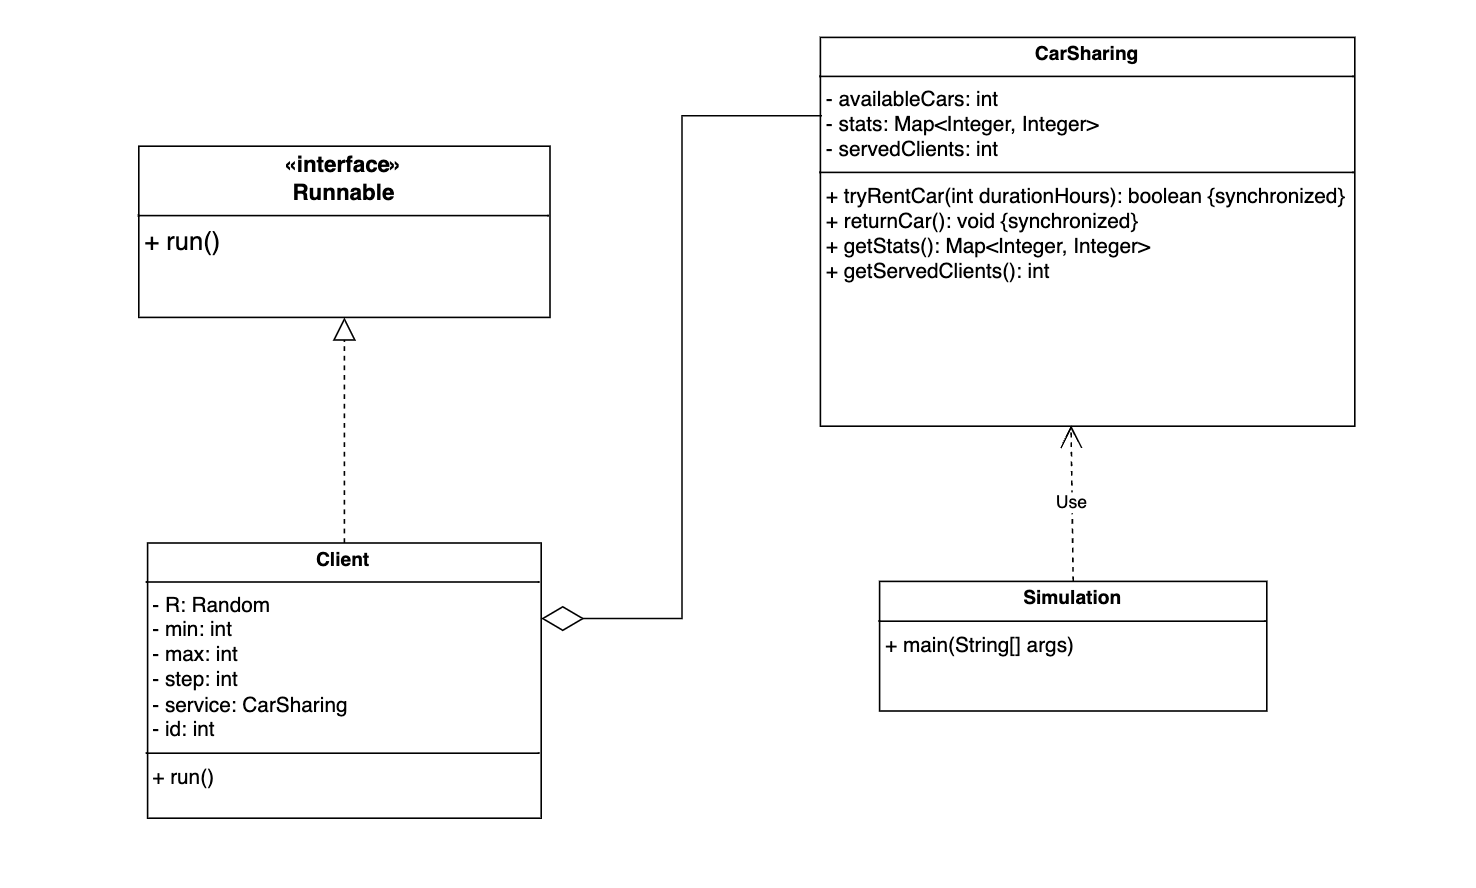 CarSharing
- availableCars: int
- stats: Map<Integer, Integer>
- servedClients: int
+ tryRentCar(int durationHours): boolean {synchronized}
+ returnCar(): void {synchronized}
+ getStats(): Map<Integer, Integer>
+ getServedClients(): int
«interface»
Runnable
+ run()
Use
Client
- R: Random
- min: int
- max: int
- step: int
- service: CarSharing
- id: int
+ run()
Simulation
+ main(String[] args)